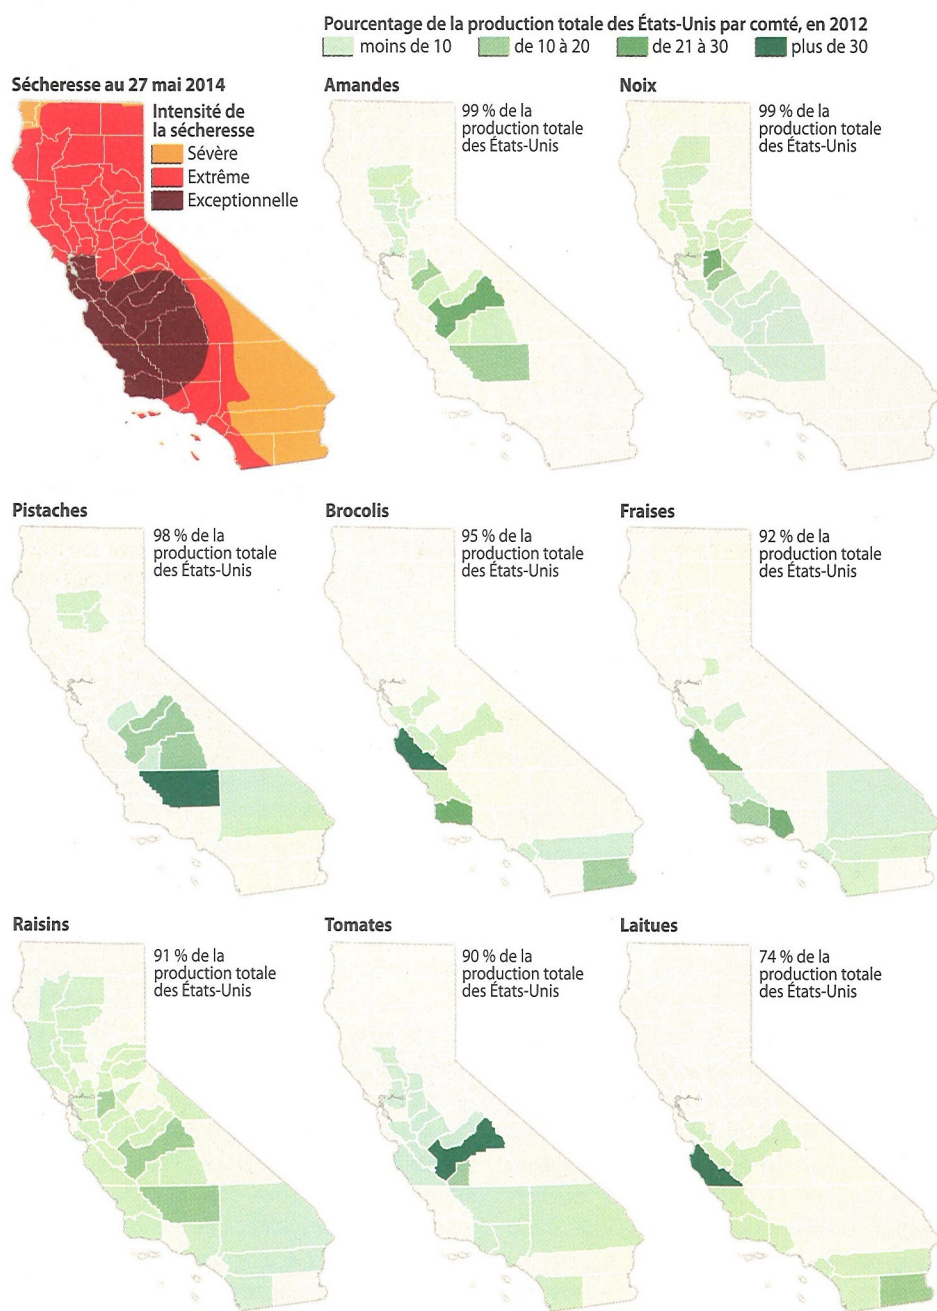 Pourcentage de la production totale des États-Unis par comté, en 2012
moins de 10
de 10 à 20
de 21 à 30
plus de 30
Sécheresse au 27 mai 2014
Intensité de
la sécheresse
Sévère
Extrême
Exceptionnelle
Amandes
99 % de la
production totale
des États-Unis
Noix
99 % de la
production totale
des États-Unis
Pistaches
98 % de la
production totale
des États-Unis
Brocolis
95 % de la
production totale
des États-Unis
Fraises
92 % de la
production totale
des États-Unis
Raisins
91 % de la
production totale
des États-Unis
Tomates
90 % de la
production totale
des États-Unis
Laitues
74 % de la
production totale
des États-Unis